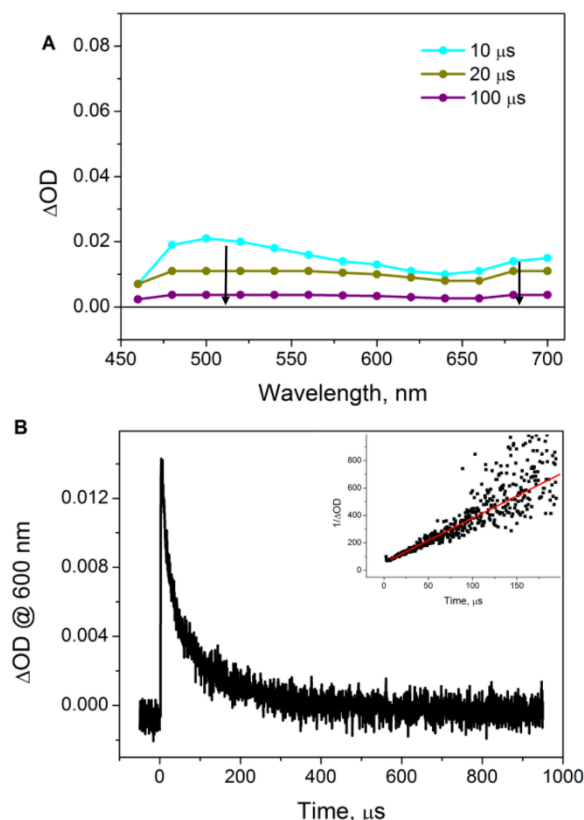 A
0.08
0.06
0.04
0.02
0.00
ΔOD
10 μs
20 μs
100 μs
450 500 550 600 650 700
Wavelength, nm
B
0.012
0.008
0.004
0.000
ΔOD @ 600 nm
800
600
400
200
0
1/ΔOD
0 50 100 150
Time, μs
0 200 400 600 800 1000
Time, μs